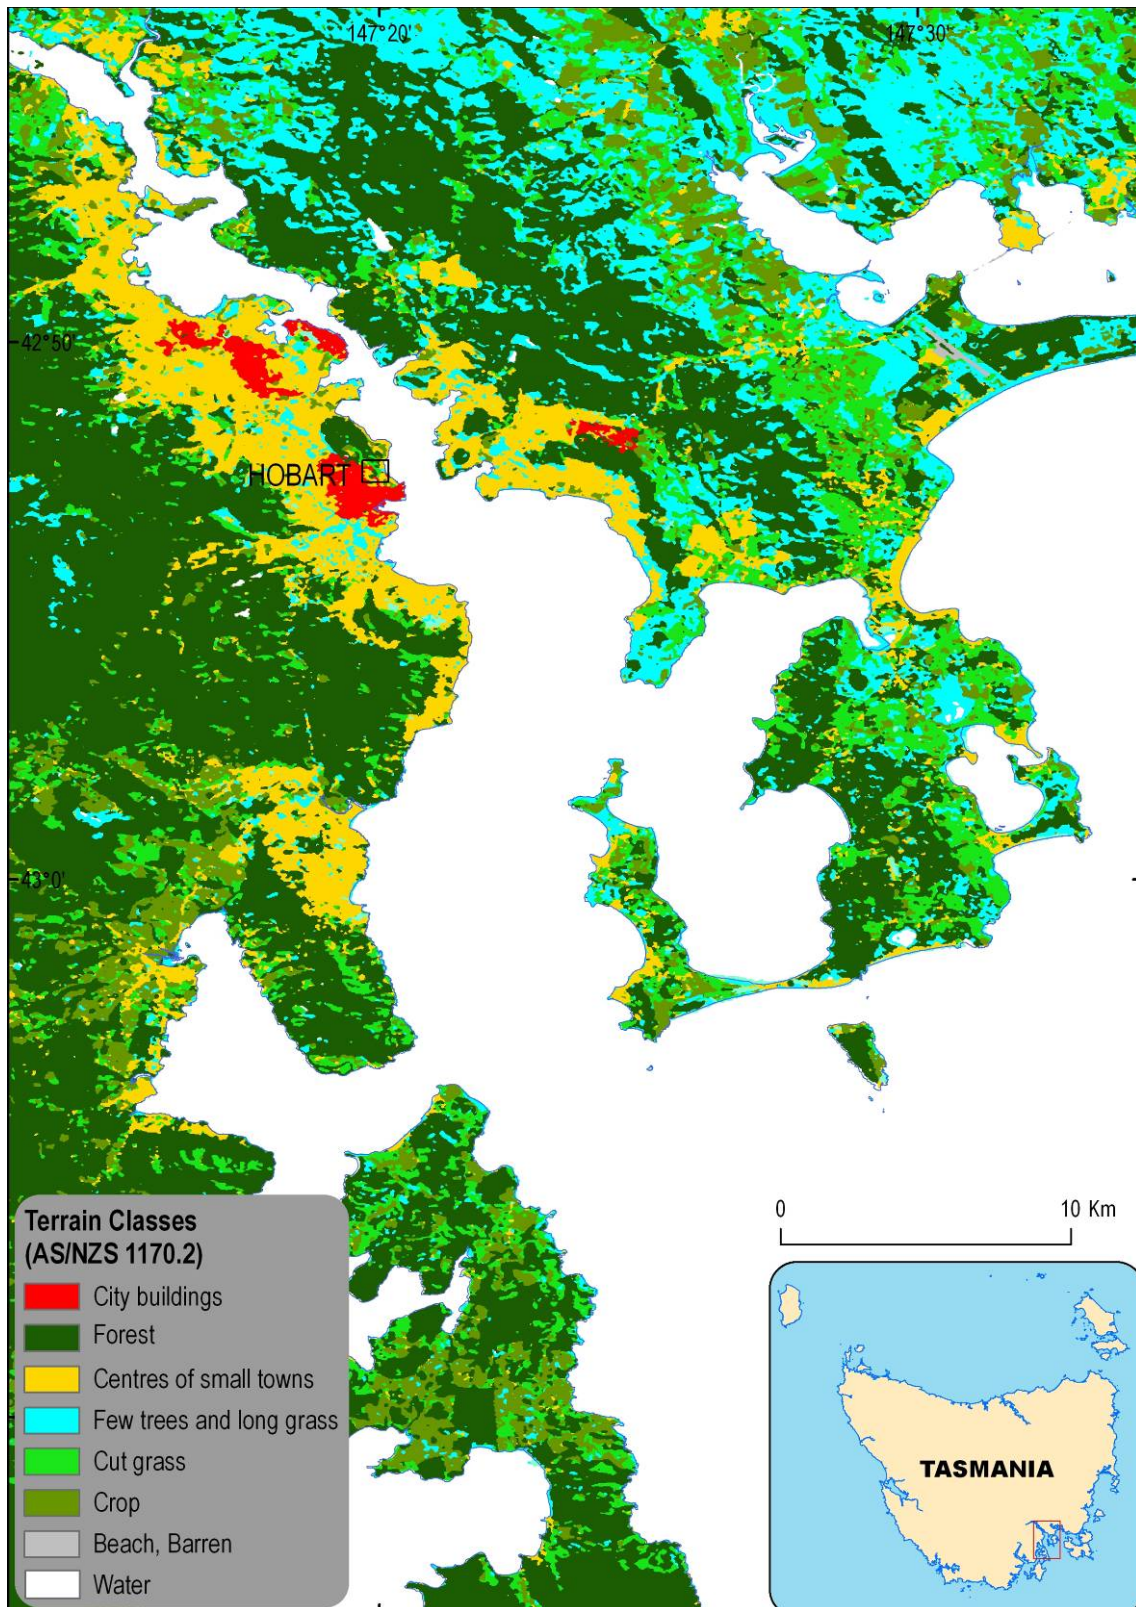 147°20'
147°30'
42°50'
HOBART
43°0'
Terrain Classes
(AS/NZS 1170.2)
City buildings
Forest
Centres of small towns
Few trees and long grass
Cut grass
Crop
Beach, Barren
Water
0 10 Km
TASMANIA